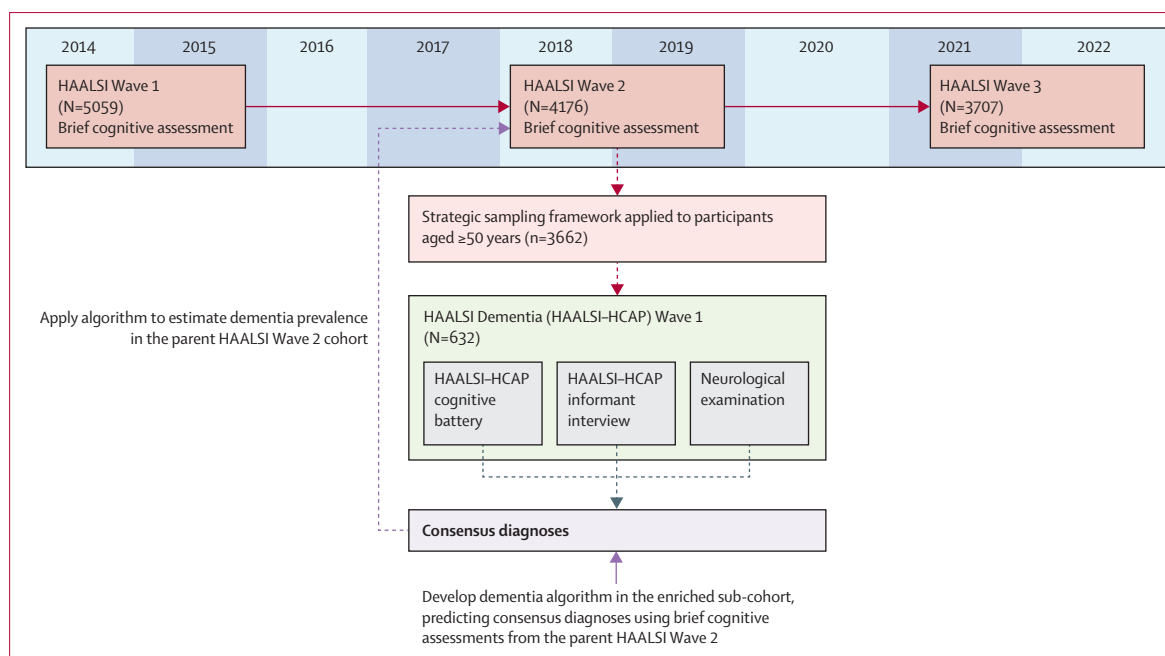 2014 2015 2016 2017 2018 2019 2020 2021 2022
HAALSI Wave 1
(N=5059)
Brief cognitive assessment
HAALSI Wave 2
(N=4176)
Brief cognitive assessment
HAALSI Wave 3
(N=3707)
Brief cognitive assessment
Strategic sampling framework applied to participants
aged ≥50 years (n=3662)
Apply algorithm to estimate dementia prevalence
in the parent HAALSI Wave 2 cohort
HAALSI Dementia (HAALSI–HCAP) Wave 1
(N=632)
HAALSI–HCAP
cognitive
battery
HAALSI–HCAP
informant
interview
Neurological
examination
Consensus diagnoses
Develop dementia algorithm in the enriched sub-cohort,
predicting consensus diagnoses using brief cognitive
assessments from the parent HAALSI Wave 2